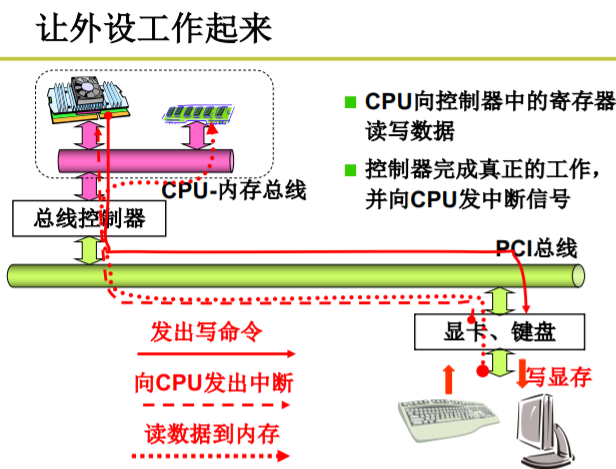 让外设工作起来
CPU向控制器中的寄存器
读写数据
控制器完成真正的工作，
并向CPU发中断信号
CPU-内存总线
总线控制器
PCI总线
显卡、键盘
发出写命令
写显存
向CPU发出中断
读数据到内存